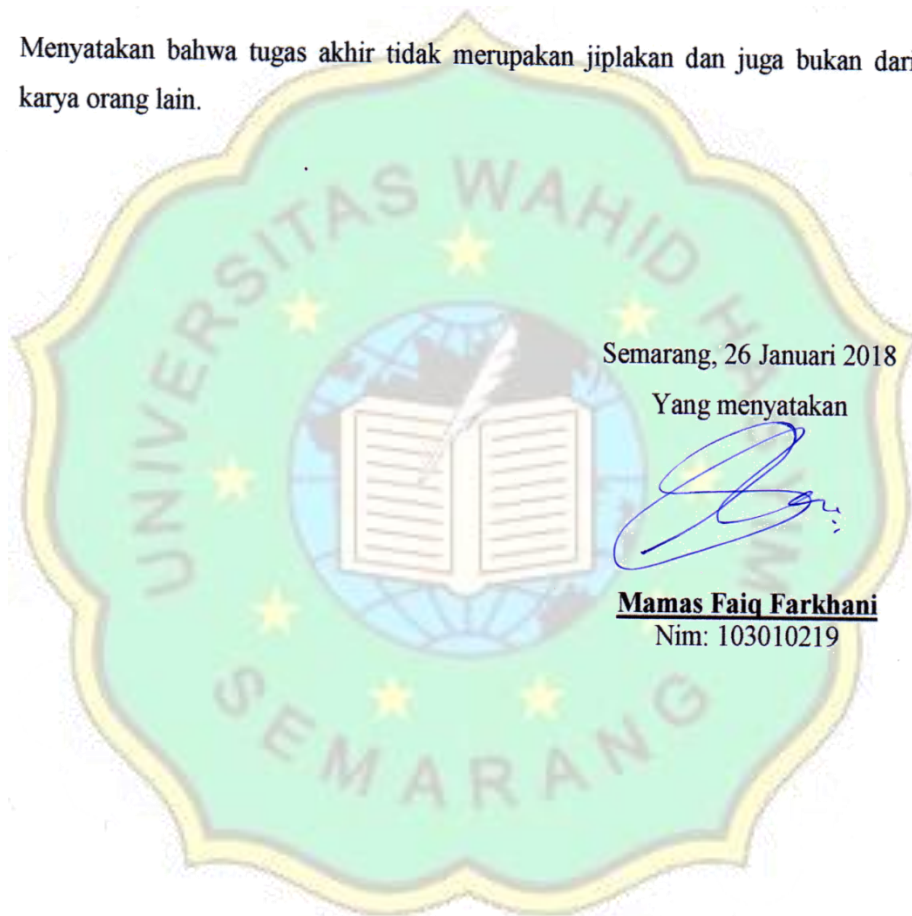 Menyatakan bahwa tugas akhir tidak merupakan jiplakan dan juga bukan dari
karya orang lain.
UNIVERSITAS WAHID HASYIM
SEMARANG
Semarang, 26 Januari 2018
Yang menyatakan
Mamas Faiq Farkhani
Nim: 103010219